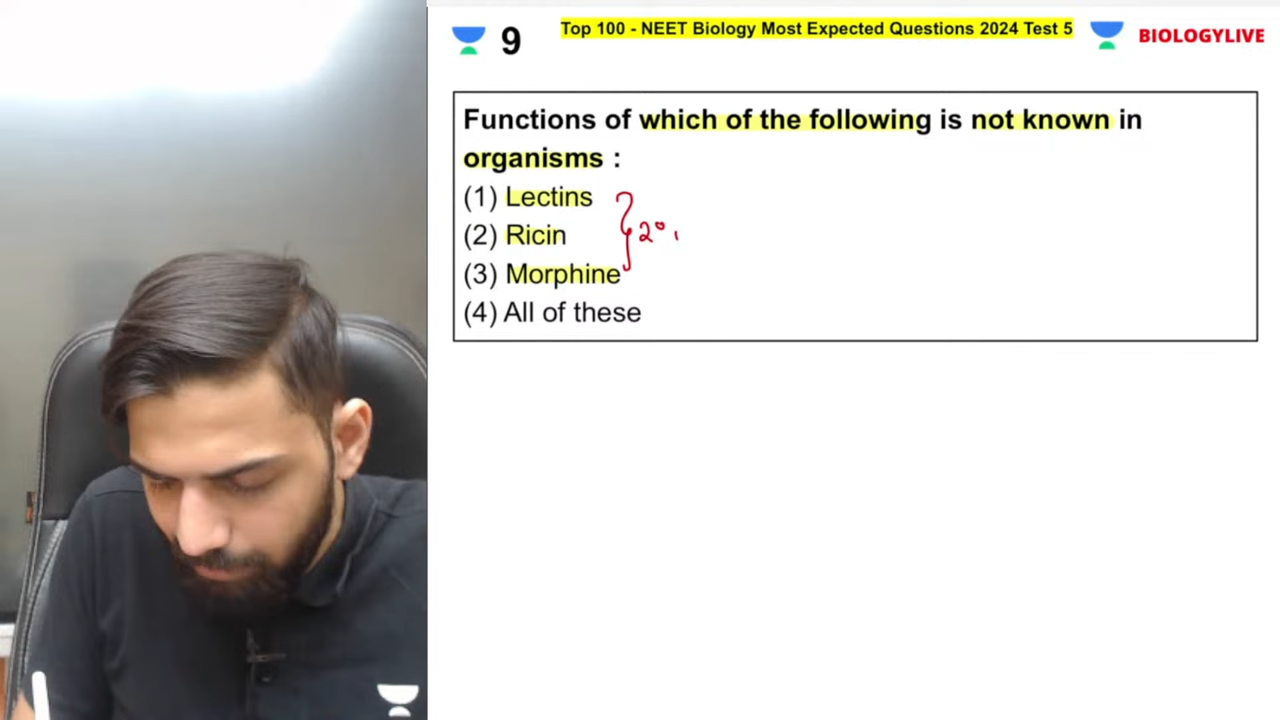 9
Top 100 - NEET Biology Most Expected Questions 2024 Test 5
BIOLOGYLIVE
Functions of which of the following is not known in
organisms :
(1) Lectins
(2) Ricin
(3) Morphine
(4) All of these
2°